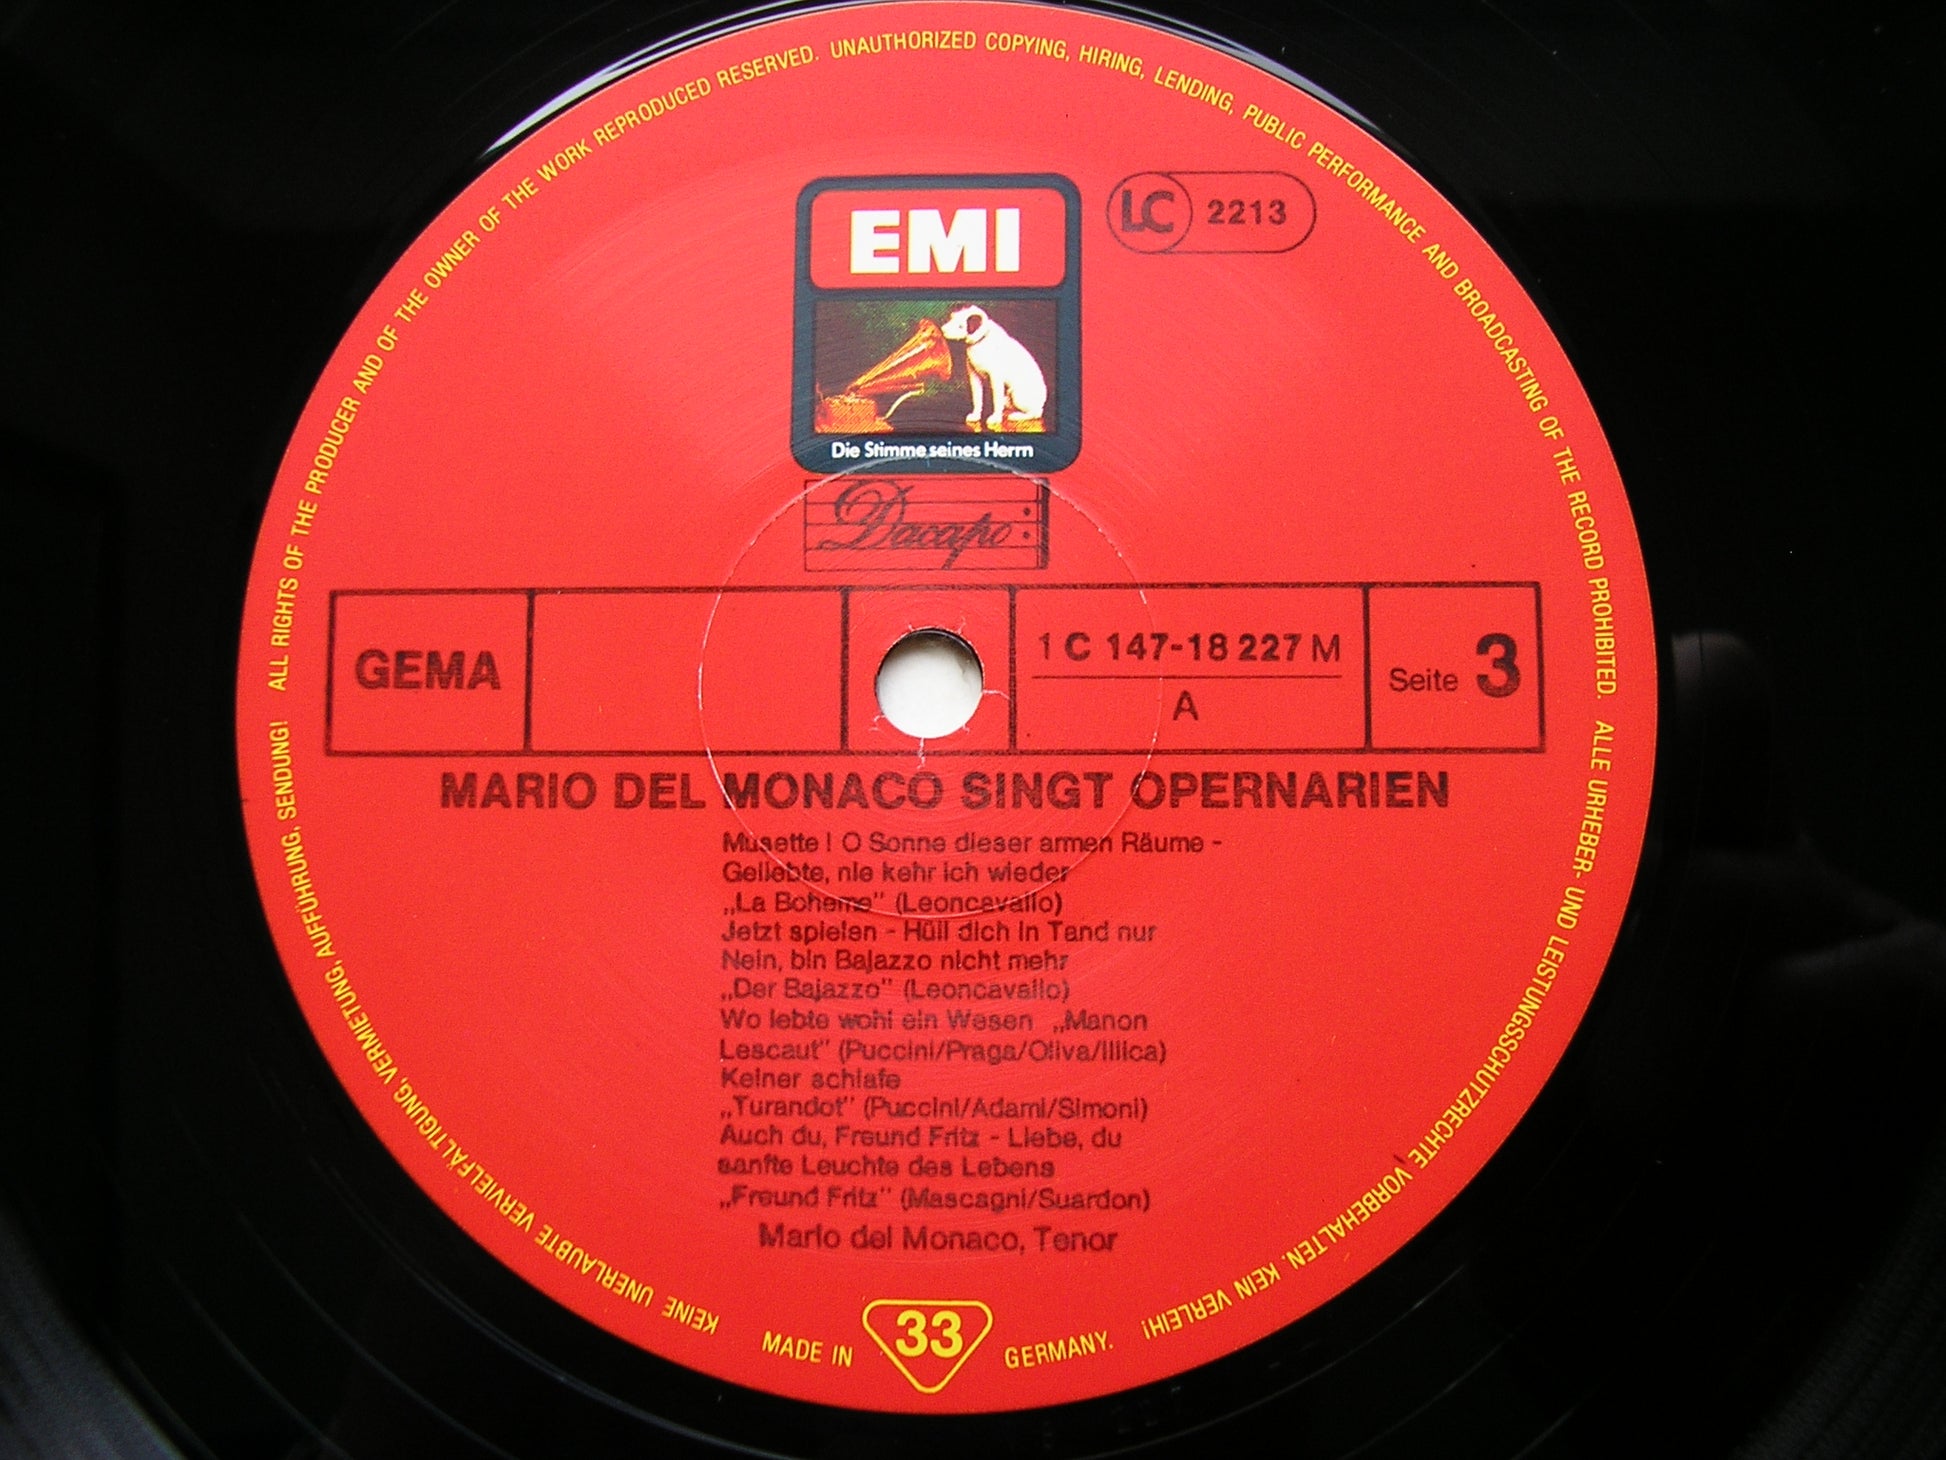 ALL RIGHTS OF THE PRODUCER AND OF THE OWNER OF THE WORK REPRODUCED RESERVED. UNAUTHORIZED COPYING, HIRING, LENDING, PUBLIC PERFORMANCE AND BROADCASTING OF THE RECORD PROHIBITED.
EMI
LC 2213
Die Stimme seines Herrn
Dacapo
GEMA
1 C 147-18 227 M
A
Seite 3
MARIO DEL MONACO SINGT OPERNARIEN
Musette ! O Sonne dieser armen Räume -
Geliebte, nie kehr ich wieder
„La Boheme" (Leoncavallo)
Jetzt spielen - Hüll dich in Tand nur
Nein, bin Bajazzo nicht mehr
„Der Bajazzo" (Leoncavallo)
Wo lebte wohl ein Wesen „Manon
Lescaut" (Puccini/Praga/Oliva/Illica)
Keiner schlafe
„Turandot" (Puccini/Adami/Simoni)
Auch du, Freund Fritz - Liebe, du
sanfte Leuchte des Lebens
„Freund Fritz" (Mascagni/Suardon)
Mario del Monaco, Tenor
ALLE URHEBER- UND LEISTUNGSSCHUTZRECHTE VORBEHALTEN. KEIN VERLEIH!
KEINE UNERLAUBTE VERVIELFÄLTIGUNG, VERMIETUNG, AUFFÜHRUNG, SENDUNG!
MADE IN 33 GERMANY.